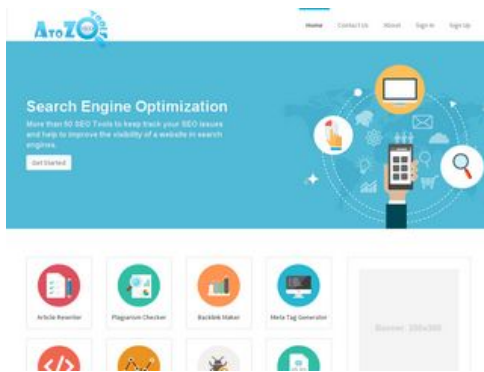 AtoZ SEO Tools
Home Contact Us About Sign In Sign Up
Search Engine Optimization
More than 50 SEO Tools to keep track your SEO issues
and help to improve the visibility of a website in search
engines.
Get Started
Article Rewriter Plagiarism Checker Backlink Maker Meta Tag Generator